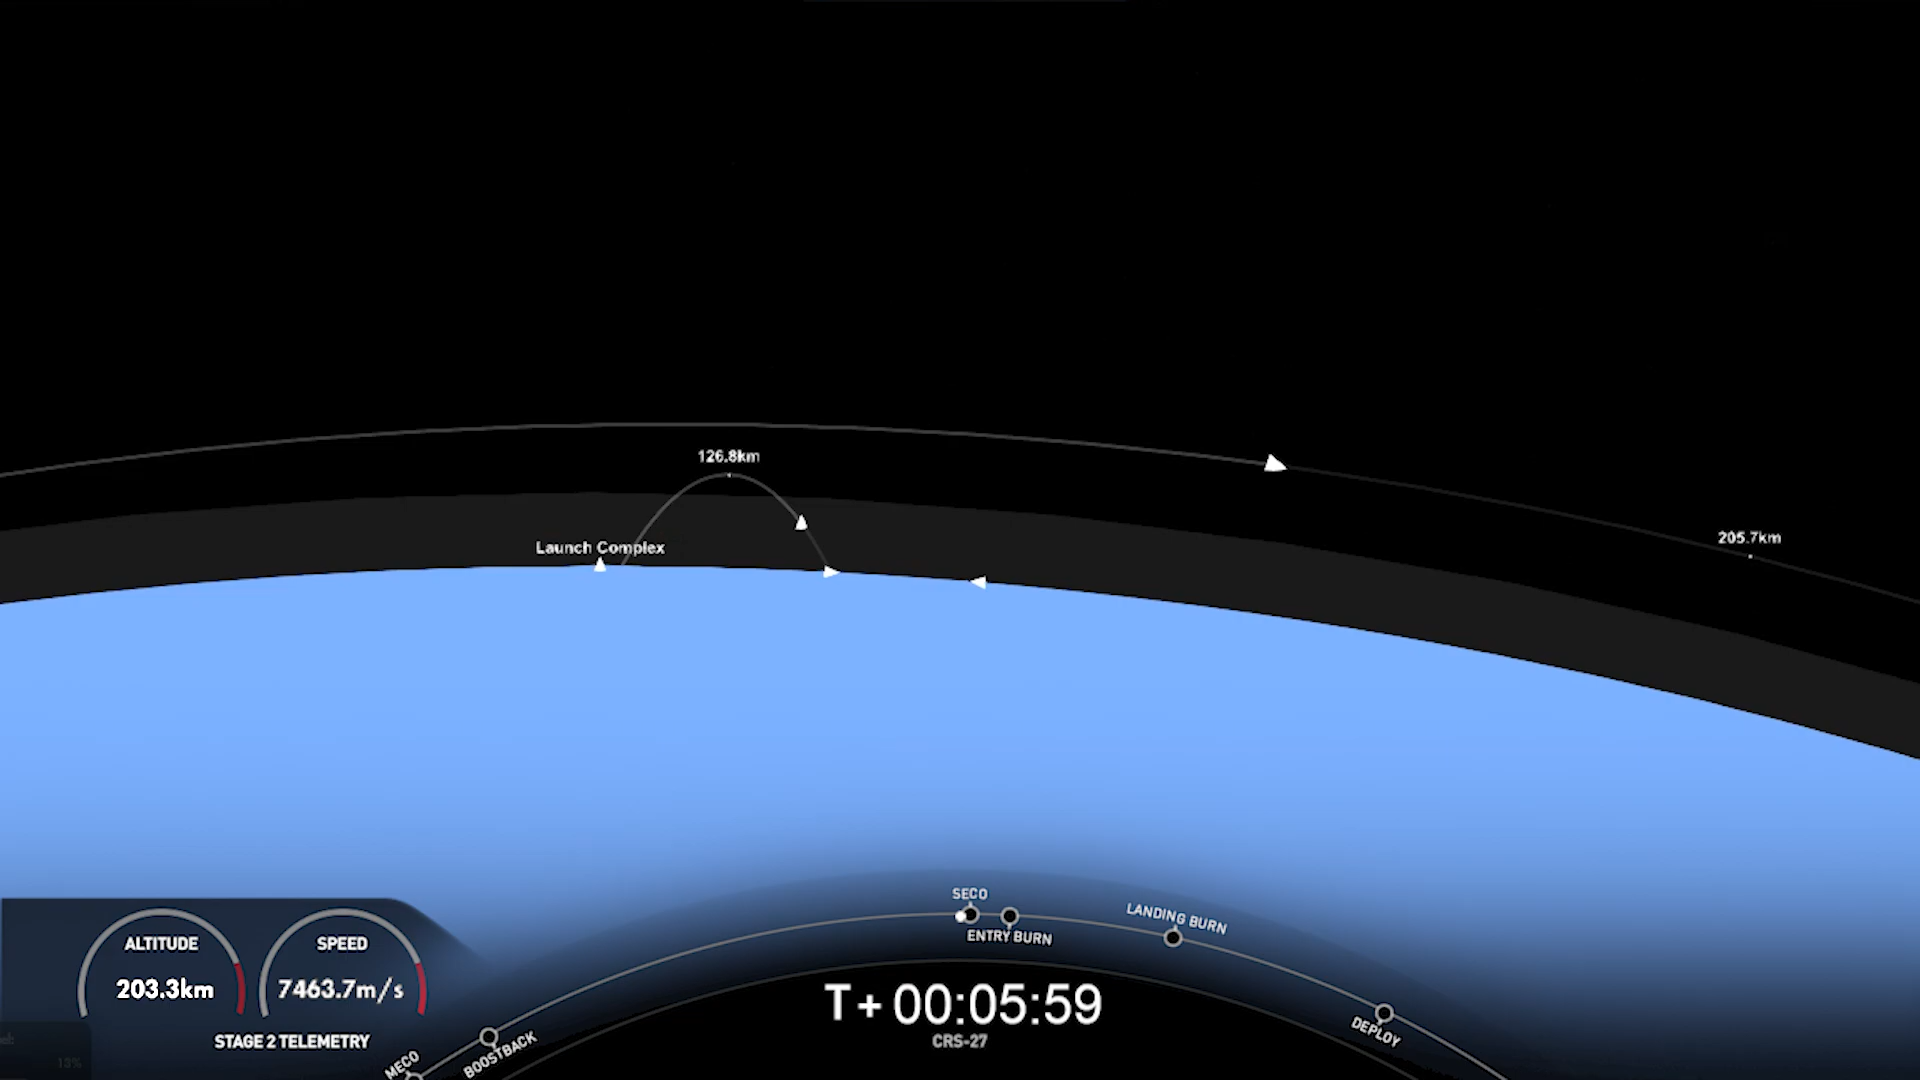 126.8km
205.7km
Launch Complex
SECO
LANDING BURN
ENTRY BURN
ALTITUDE
SPEED
203.3km
7463.7m/s
STAGE 2 TELEMETRY
T+ 00:05:59
CRS-27
DEPLOY
BOOSTBACK
MECO
13%